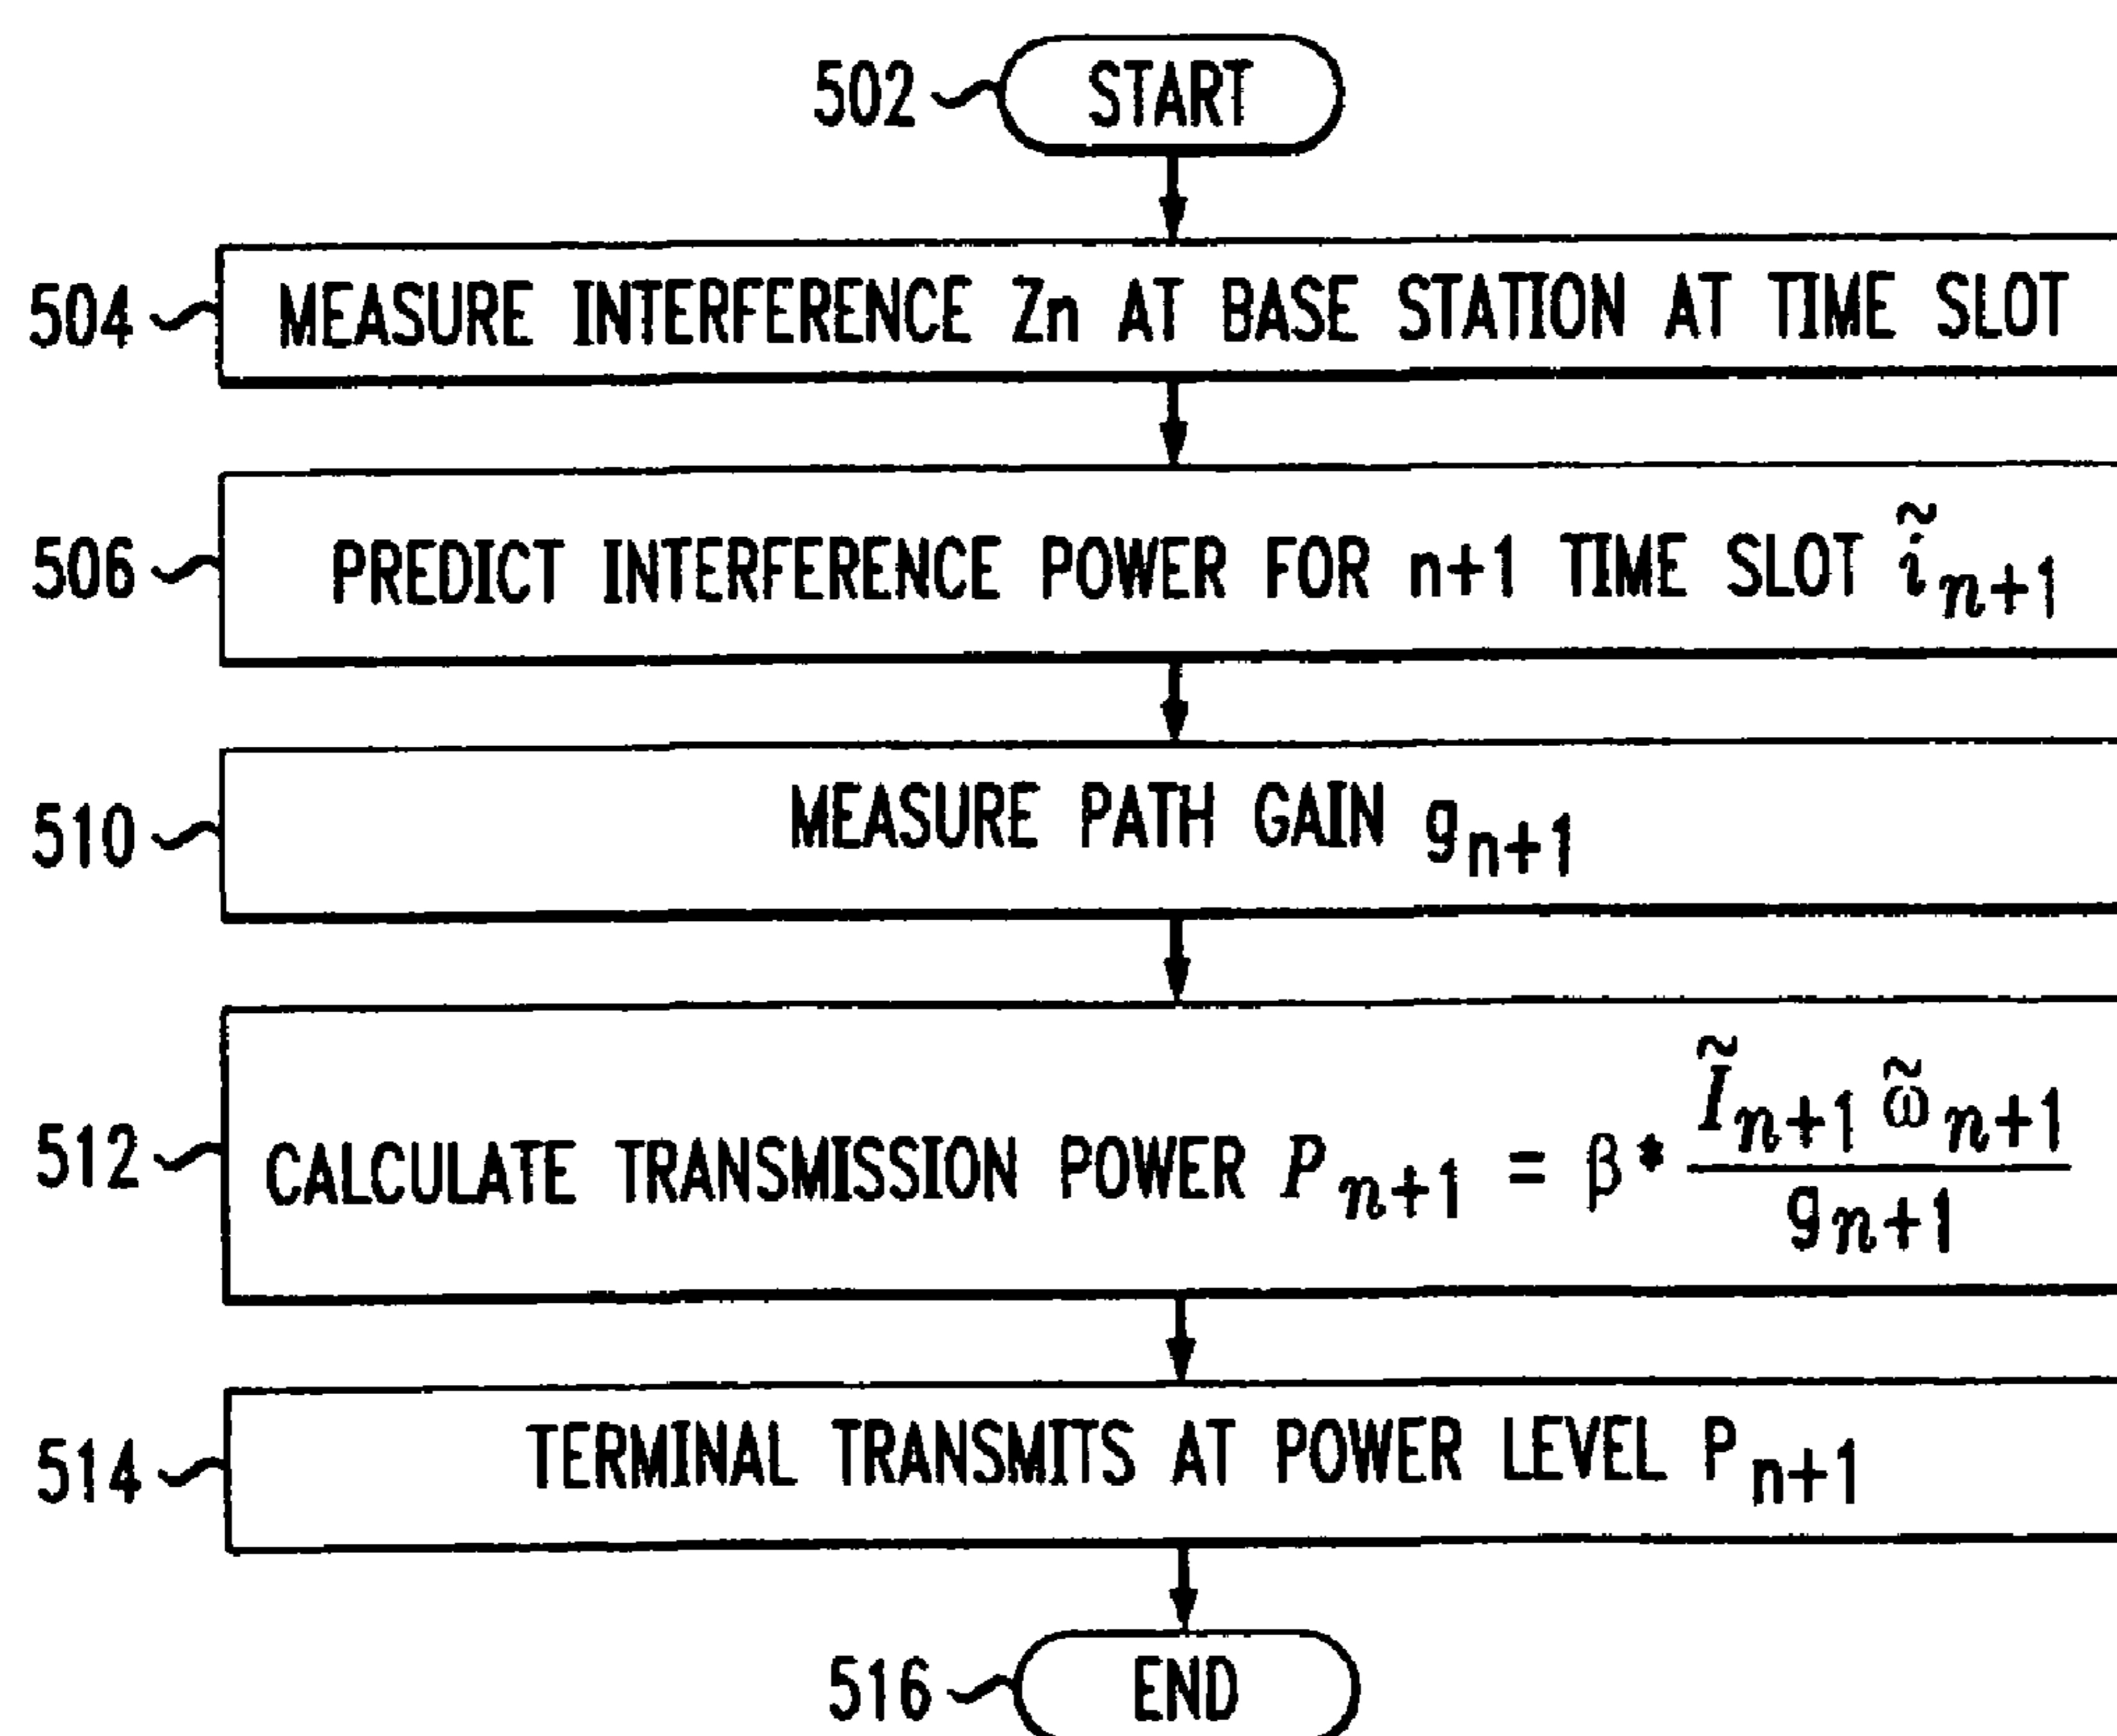 502 START
504 MEASURE INTERFERENCE Zn AT BASE STATION AT TIME SLOT
506 PREDICT INTERFERENCE POWER FOR n+1 TIME SLOT ĩₙ₊₁
510 MEASURE PATH GAIN gₙ₊₁
512 CALCULATE TRANSMISSION POWER Pₙ₊₁ = β* Ĩₙ₊₁ ω̃ₙ₊₁ / gₙ₊₁
514 TERMINAL TRANSMITS AT POWER LEVEL Pₙ₊₁
516 END